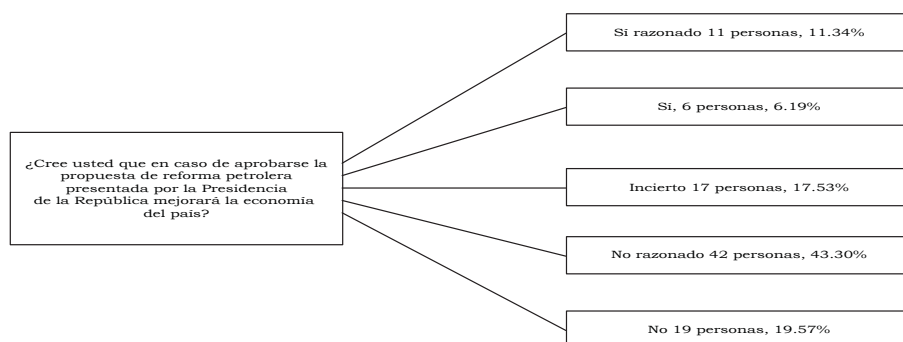 Sí razonado 11 personas, 11.34%
Sí, 6 personas, 6.19%
¿Cree usted que en caso de aprobarse la
propuesta de reforma petrolera
presentada por la Presidencia
de la República mejorará la economía
del país?
Incierto 17 personas, 17.53%
No razonado 42 personas, 43.30%
No 19 personas, 19.57%